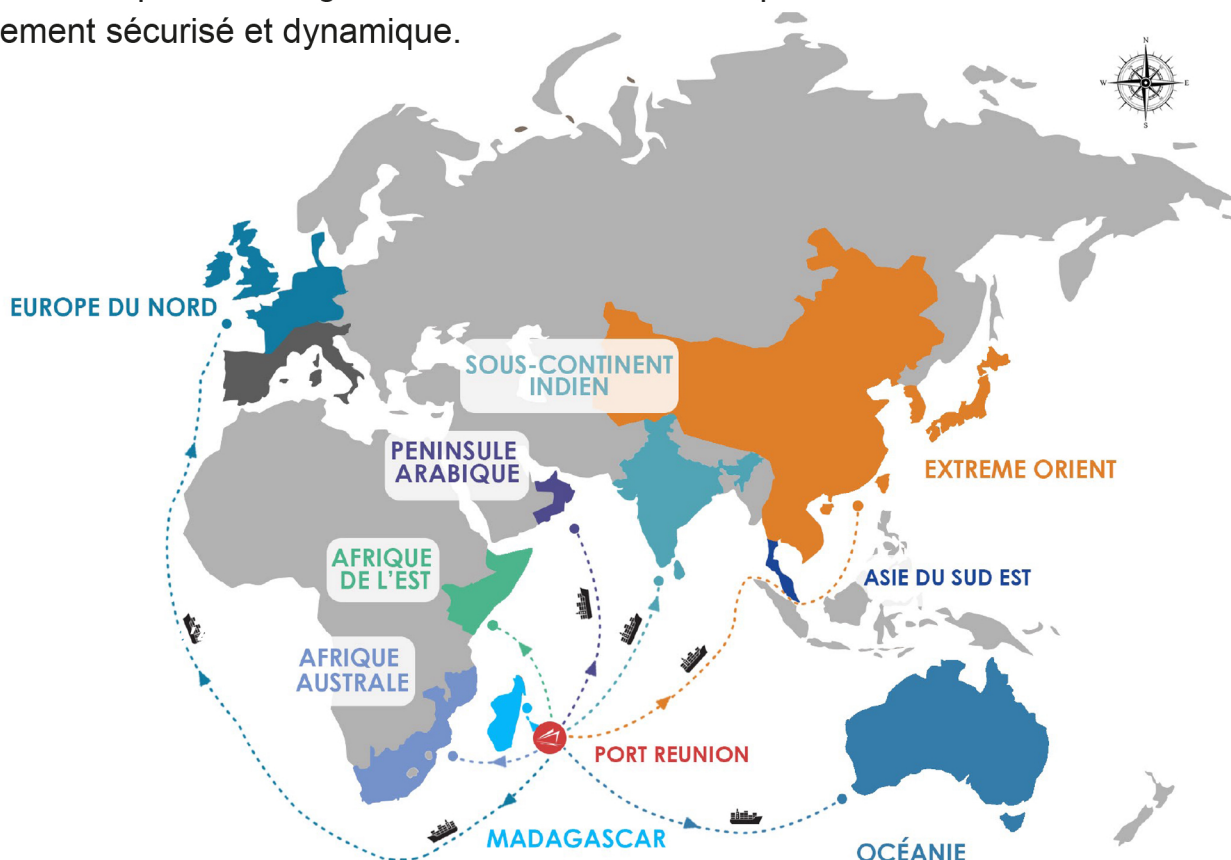 ement sécurisé et dynamique.
N
W
E
S
EUROPE DU NORD
SOUS-CONTINENT
INDIEN
PENINSULE
ARABIQUE
EXTREME ORIENT
AFRIQUE
DE L'EST
ASIE DU SUD EST
AFRIQUE
AUSTRALE
PORT REUNION
MADAGASCAR
OCÉANIE